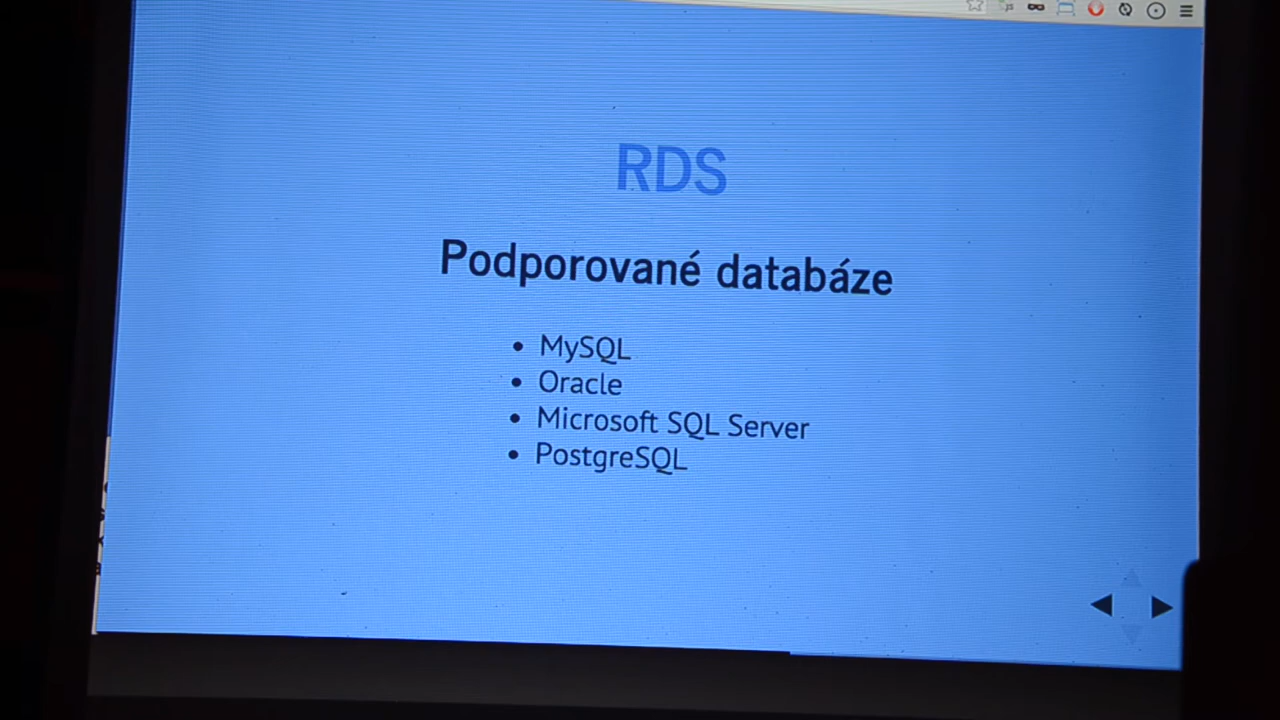 RDS
Podporované databáze
• MySQL
• Oracle
• Microsoft SQL Server
• PostgreSQL